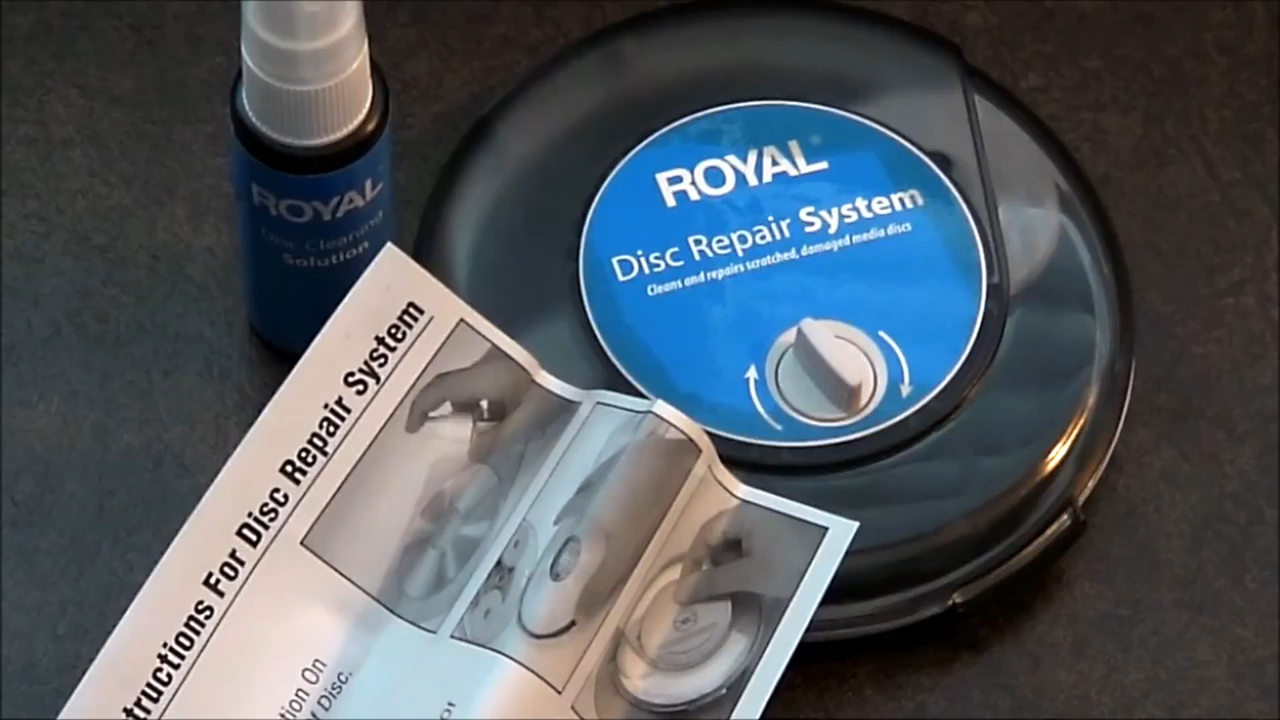 ROYAL
Disc Cleaning
Solution
ROYAL
Disc Repair System
Cleans and repairs scratched, damaged media discs
tructions For Disc Repair System
tion On
f Disc.